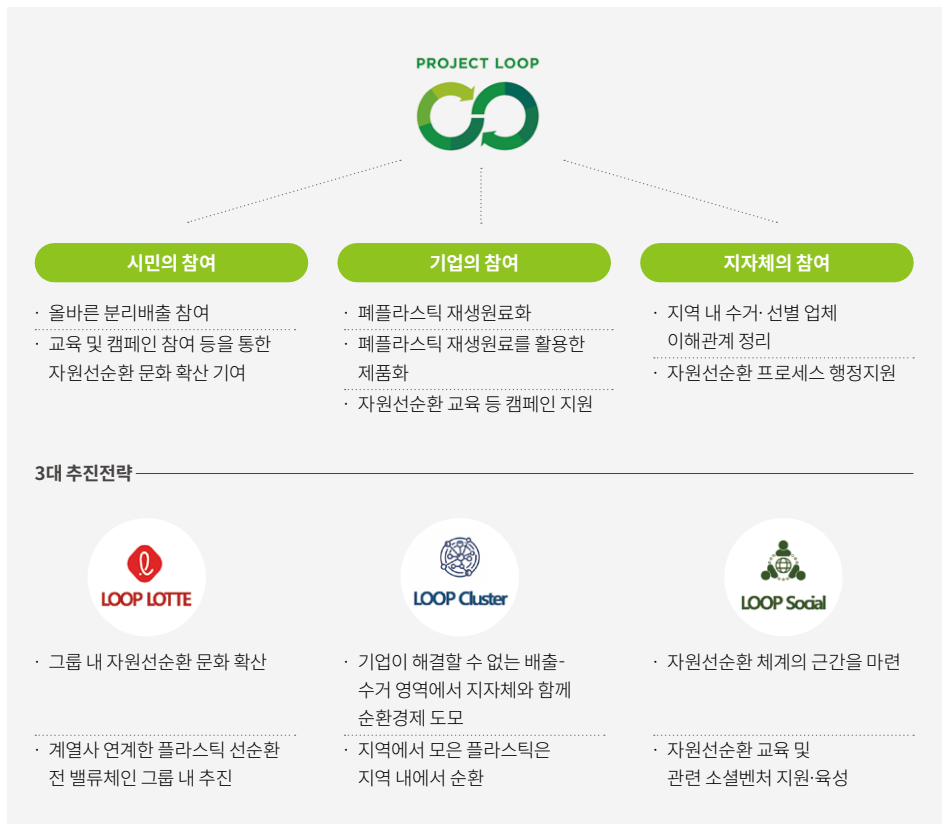 PROJECT LOOP
시민의 참여
· 올바른 분리배출 참여
· 교육 및 캠페인 참여 등을 통한
자원선순환 문화 확산 기여
기업의 참여
· 폐플라스틱 재생원료화
· 폐플라스틱 재생원료를 활용한
제품화
· 자원선순환 교육 등 캠페인 지원
지자체의 참여
· 지역 내 수거· 선별 업체
이해관계 정리
· 자원선순환 프로세스 행정지원
3대 추진전략
LOOP LOTTE
· 그룹 내 자원선순환 문화 확산
· 계열사 연계한 플라스틱 선순환
전 밸류체인 그룹 내 추진
LOOP Cluster
· 기업이 해결할 수 없는 배출-
수거 영역에서 지자체와 함께
순환경제 도모
· 지역에서 모은 플라스틱은
지역 내에서 순환
LOOP Social
· 자원선순환 체계의 근간을 마련
· 자원선순환 교육 및
관련 소셜벤처 지원·육성